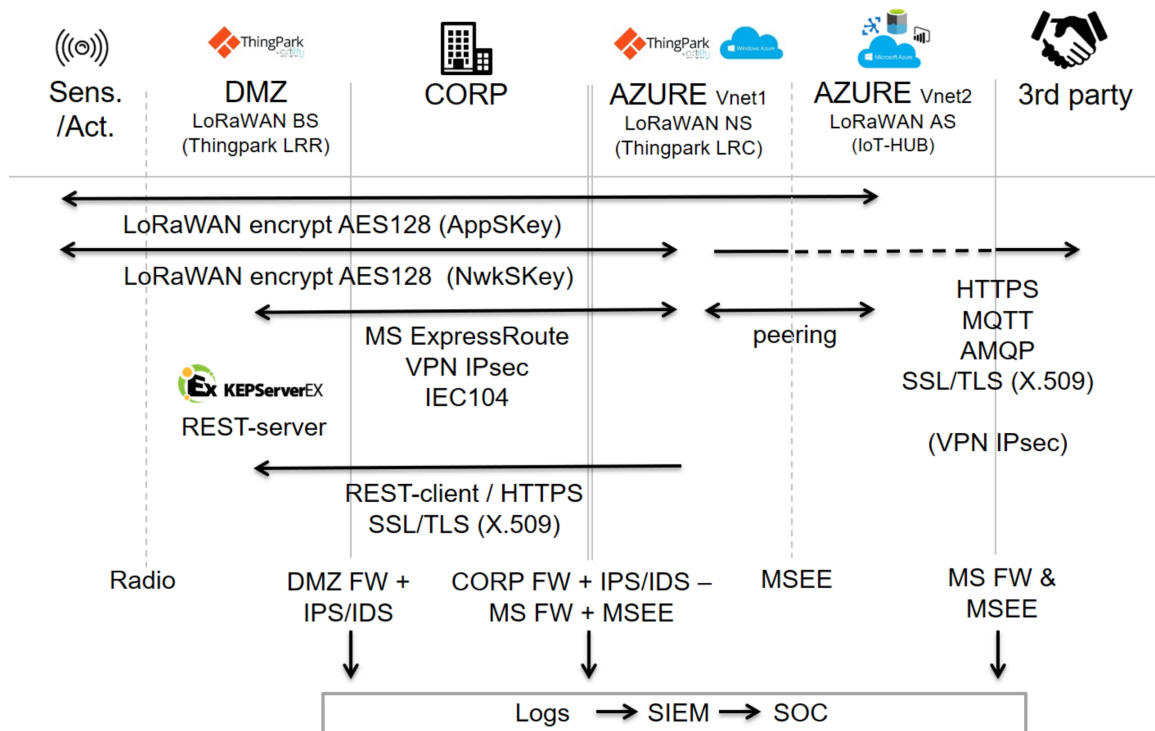 ThingPark
ThingPark
Windows Azure
Microsoft Azure
Sens.
/Act.
DMZ
LoRaWAN BS
(Thingpark LRR)
CORP
AZURE Vnet1
LoRaWAN NS
(Thingpark LRC)
AZURE Vnet2
LoRaWAN AS
(IoT-HUB)
3rd party
LoRaWAN encrypt AES128 (AppSKey)
LoRaWAN encrypt AES128 (NwkSKey)
MS ExpressRoute
VPN IPsec
IEC104
peering
HTTPS
MQTT
AMQP
SSL/TLS (X.509)
(VPN IPsec)
Ex KEPServerEX
REST-server
REST-client / HTTPS
SSL/TLS (X.509)
Radio
DMZ FW +
IPS/IDS
CORP FW + IPS/IDS –
MS FW + MSEE
MSEE
MS FW &
MSEE
Logs SIEM SOC